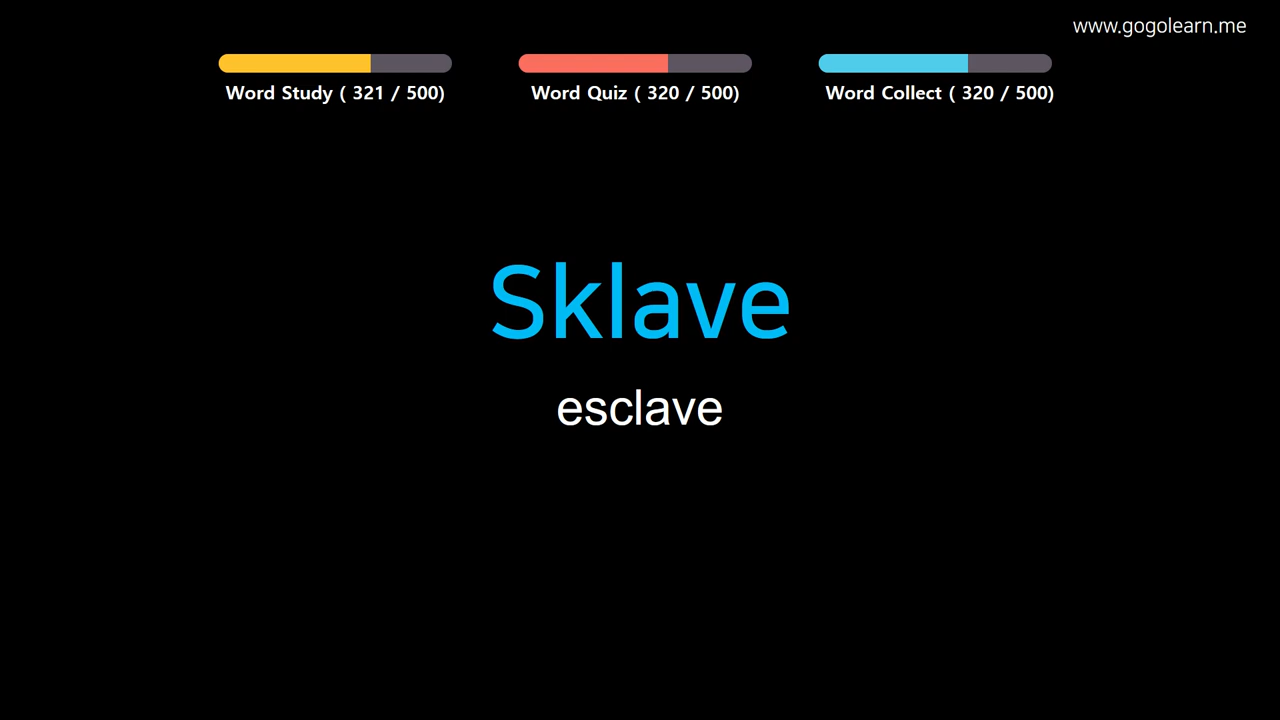 www.gogolearn.me
Word Study ( 321 / 500)
Word Quiz ( 320 / 500)
Word Collect ( 320 / 500)
Sklave
esclave